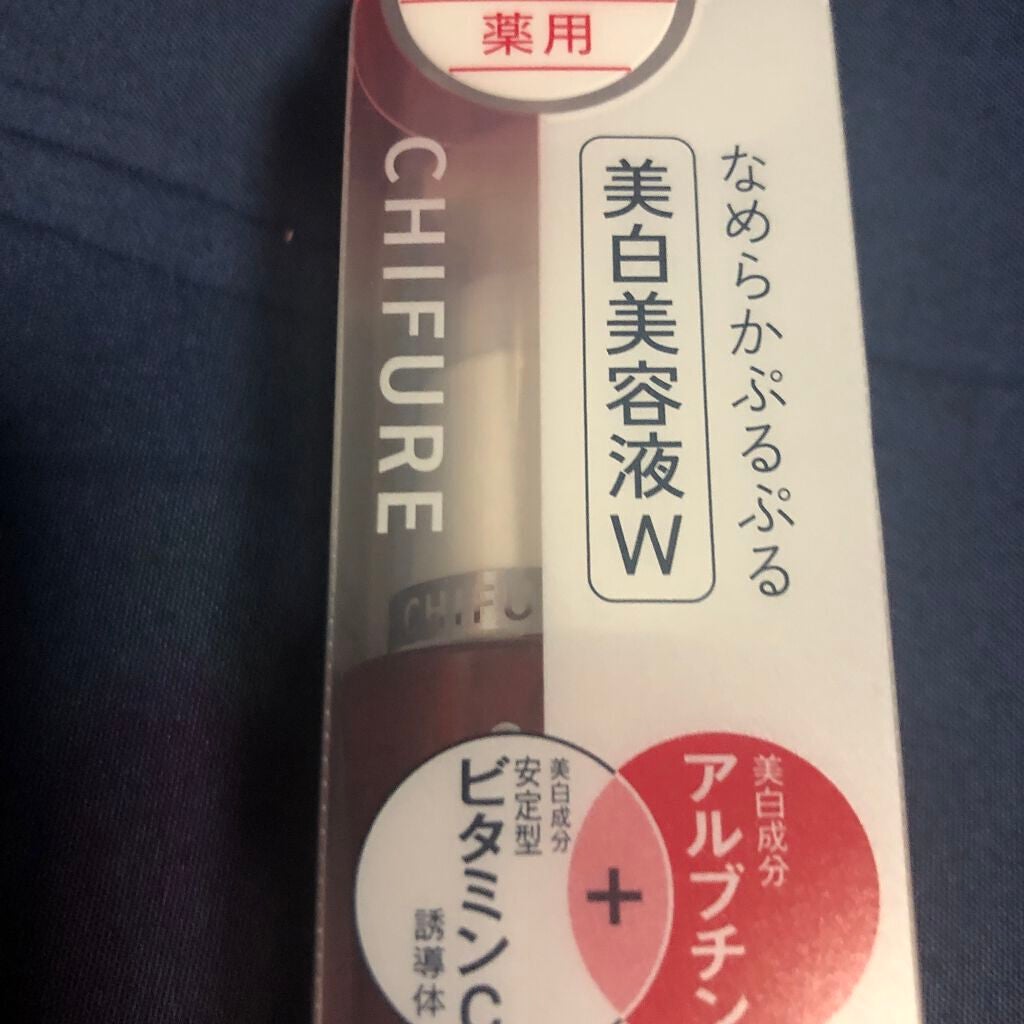 薬用
CHIFURE
なめらかぷるぷる
美白美容液W
CHIFU
美白成分
アルブチン
+
美白成分
安定型
ビタミンC
誘導体